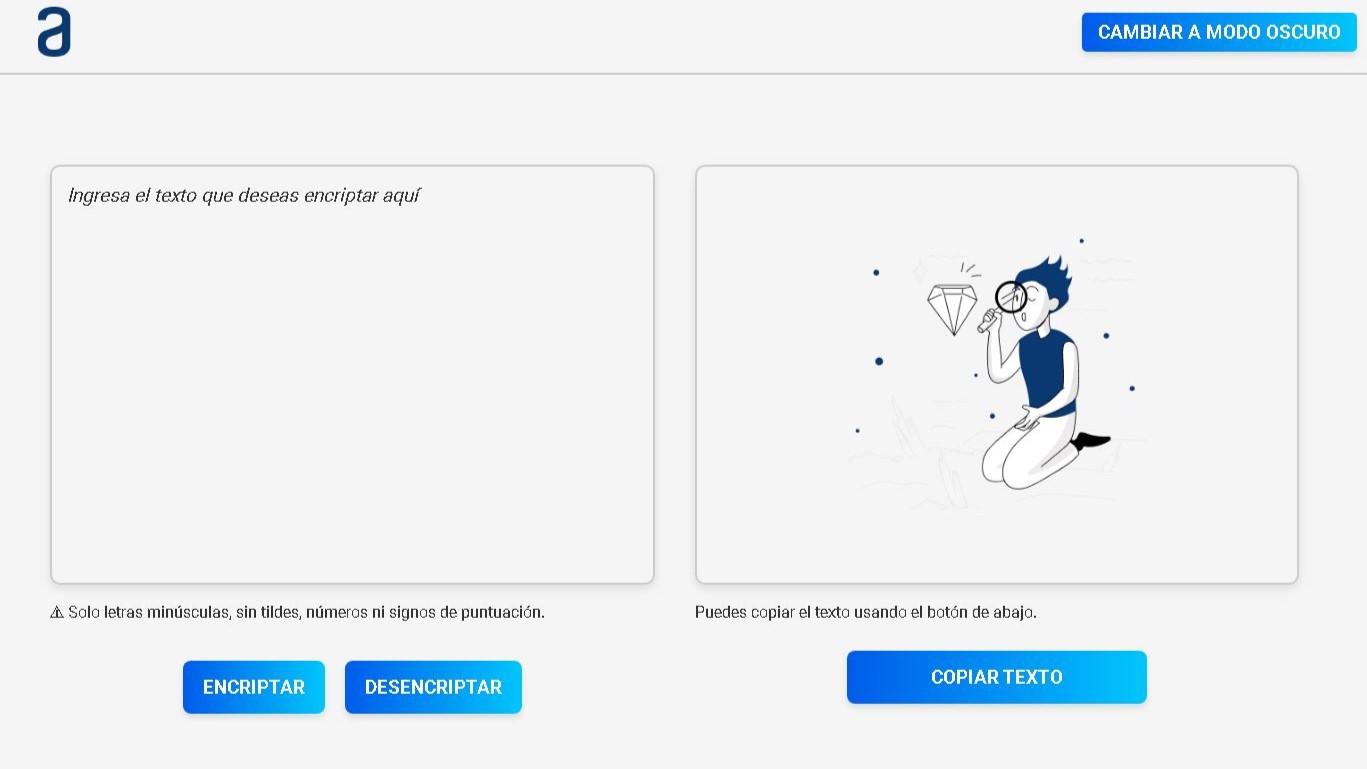 a
CAMBIAR A MODO OSCURO
Ingresa el texto que deseas encriptar aquí
⚠ Solo letras minúsculas, sin tildes, números ni signos de puntuación.
ENCRIPTAR
DESENCRIPTAR
Puedes copiar el texto usando el botón de abajo.
COPIAR TEXTO